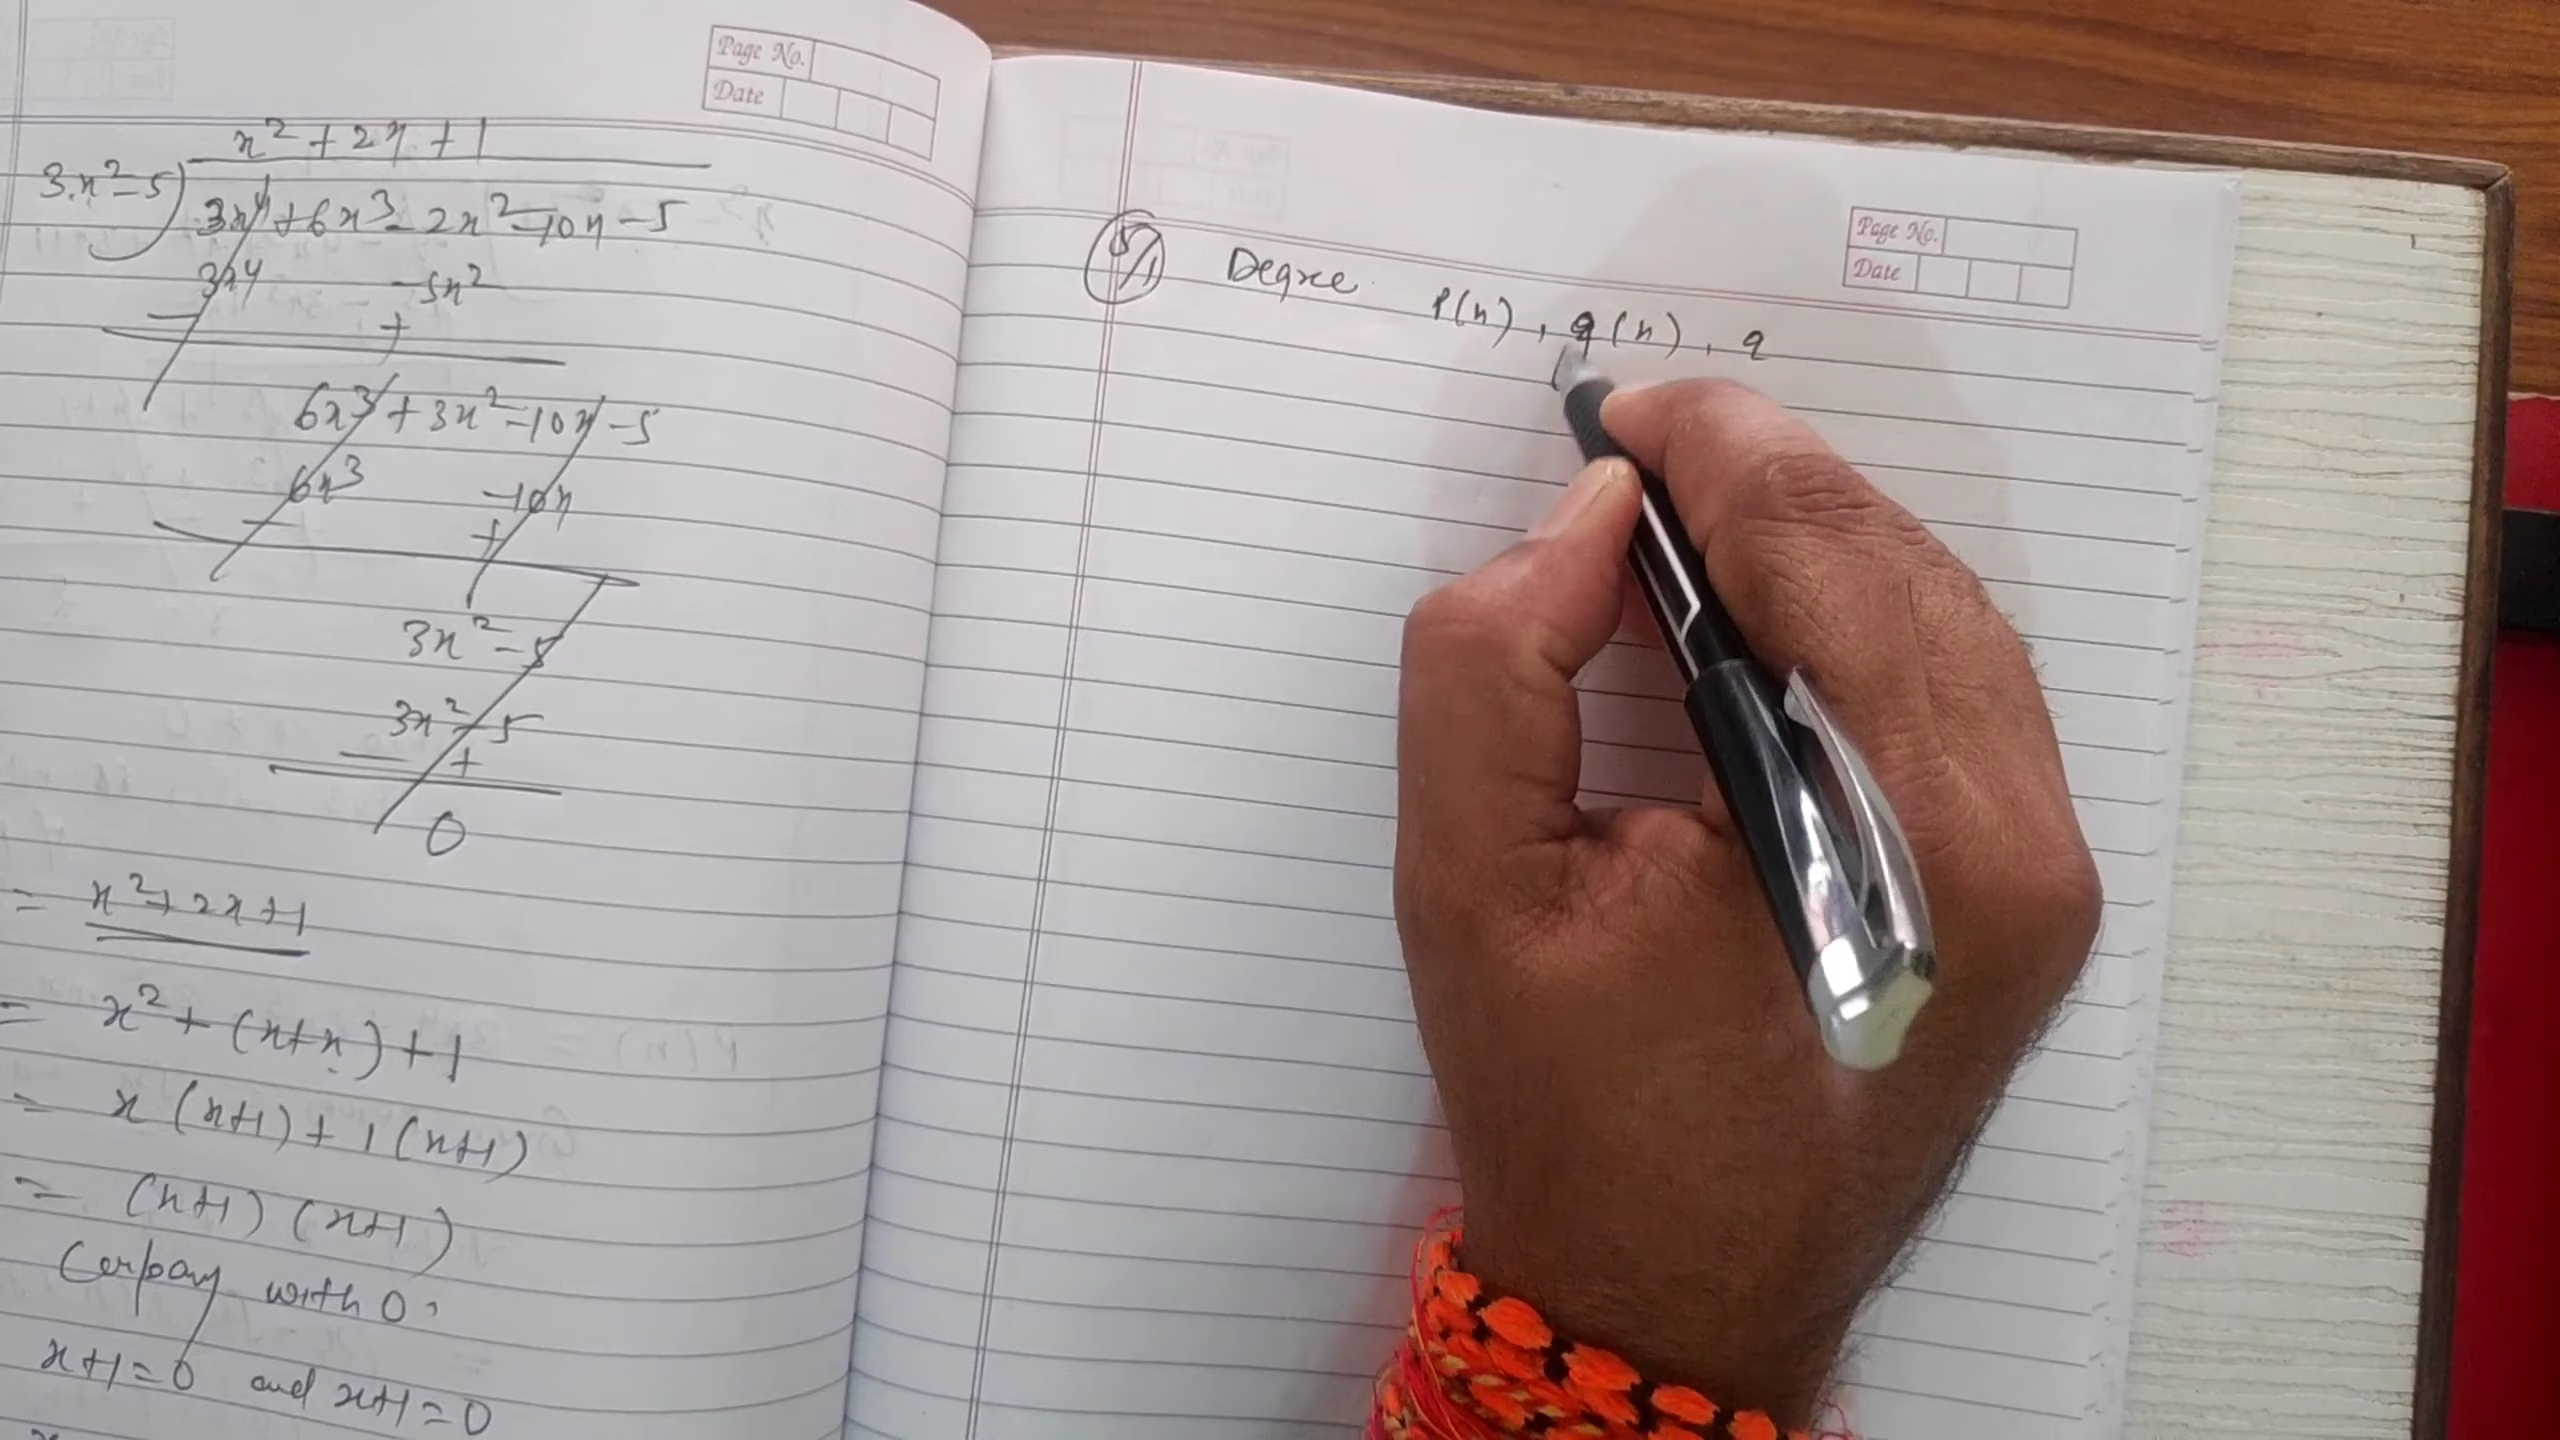 Page No.
Date
x² + 2x + 1
3x² - 5) 3x⁴ + 6x³ - 2x² - 10x - 5
3x⁴ - 5x²
- +
6x³ + 3x² - 10x - 5
6x³ - 10x
- +
3x² - 5
3x² - 5
- +
0
= x² + 2x + 1
= x² + (x + x) + 1
= x (x+1) + 1 (x+1)
= (x+1) (x+1)
with 0
x+1 = 0 and x+1 = 0
Page No.
Date
5/1 Degree P(x), q(x), q